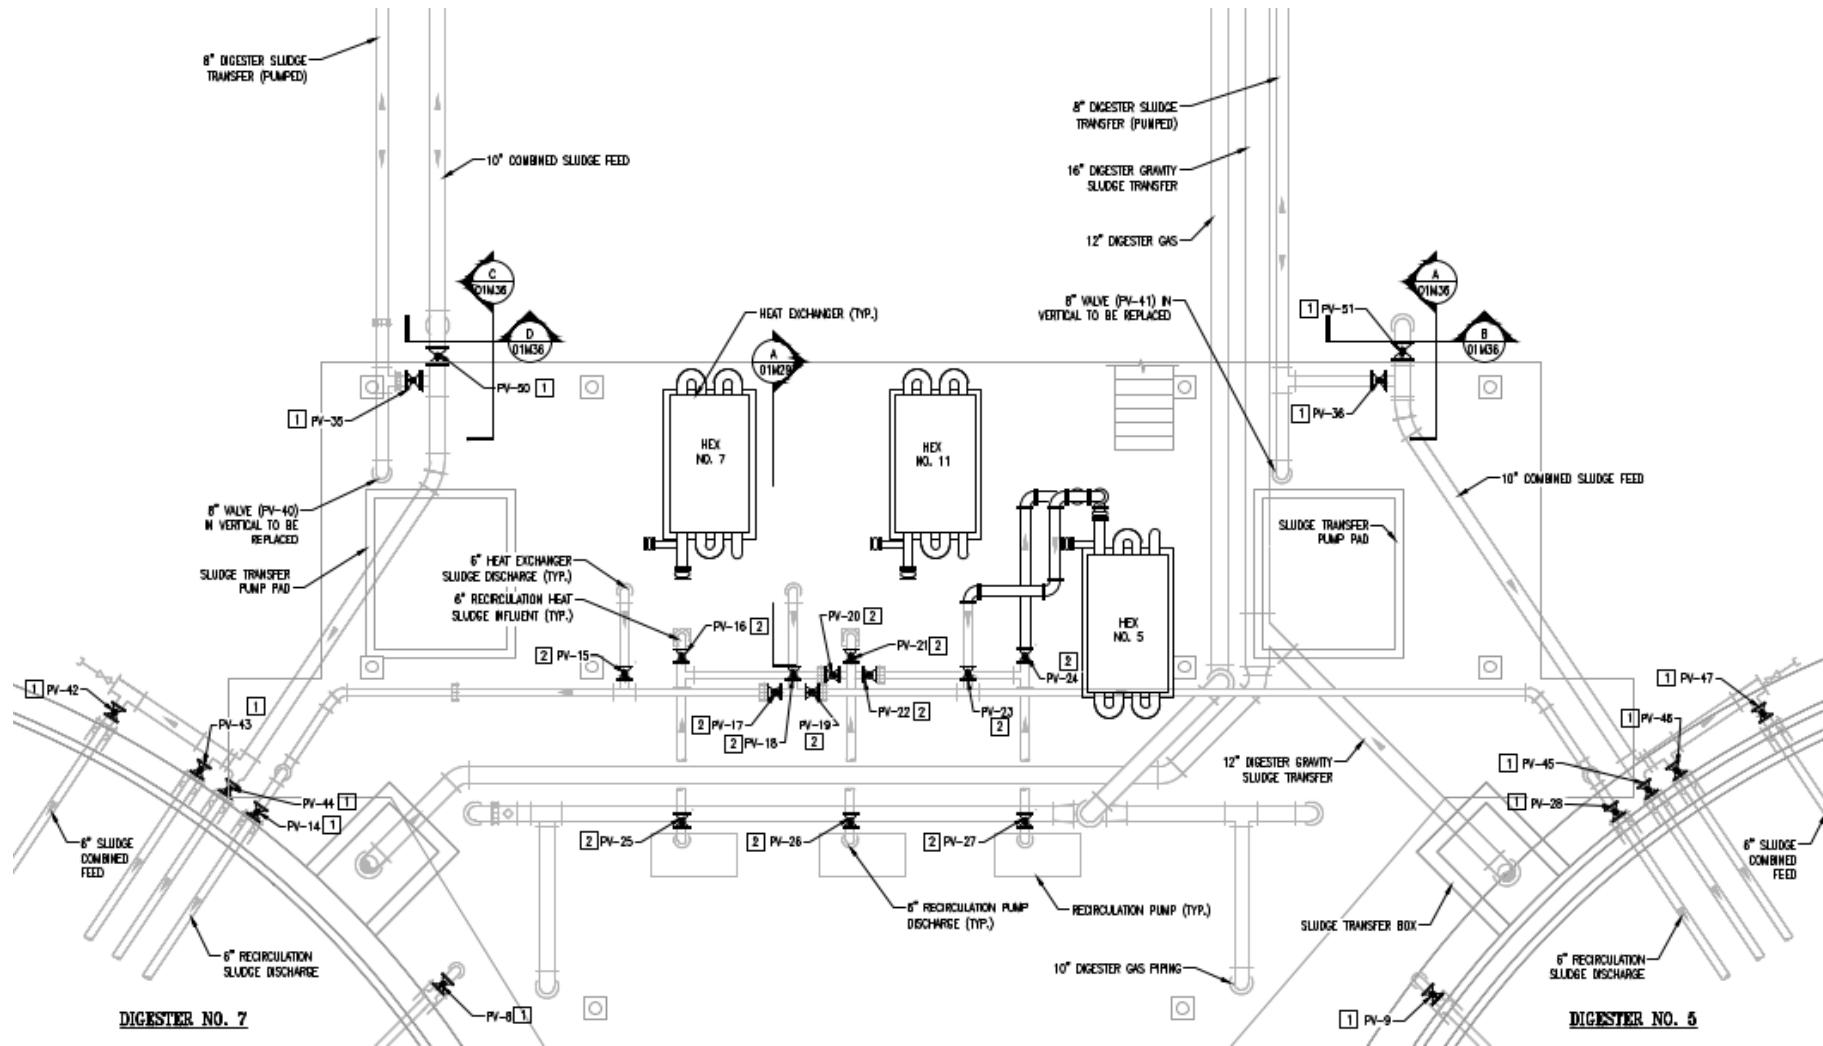 8" DIGESTER SLUDGE
TRANSFER (PUMPED)
10" COMBINED SLUDGE FEED
8" DIGESTER SLUDGE
TRANSFER (PUMPED)
16" DIGESTER GRAVITY
SLUDGE TRANSFER
12" DIGESTER GAS
C
01M36
D
01M36
HEAT EXCHANGER (TYP.)
A
01M29
8" VALVE (PV-41) IN
VERTICAL TO BE REPLACED
1 PV-51
A
01M36
B
01M36
PV-50 1
1 PV-35
1 PV-36
HEX
NO. 7
HEX
NO. 11
10" COMBINED SLUDGE FEED
8" VALVE (PV-40)
IN VERTICAL TO BE
REPLACED
SLUDGE TRANSFER
PUMP PAD
SLUDGE TRANSFER
PUMP PAD
6" HEAT EXCHANGER
SLUDGE DISCHARGE (TYP.)
6" RECIRCULATION HEAT
SLUDGE INFLUENT (TYP.)
HEX
NO. 5
PV-16 2
PV-20 2
PV-21 2
2 PV-15
2
PV-24
1 PV-42
1
PV-43
2 PV-17
2 PV-18
PV-19
2
PV-22 2
PV-23
2
1 PV-47
1 PV-46
1 PV-45
1 PV-28
12" DIGESTER GRAVITY
SLUDGE TRANSFER
PV-44 1
PV-14 1
2 PV-25
2 PV-26
2 PV-27
6" SLUDGE
COMBINED
FEED
6" SLUDGE
COMBINED
FEED
6" RECIRCULATION PUMP
DISCHARGE (TYP.)
RECIRCULATION PUMP (TYP.)
SLUDGE TRANSFER BOX
6" RECIRCULATION
SLUDGE DISCHARGE
10" DIGESTER GAS PIPING
6" RECIRCULATION
SLUDGE DISCHARGE
PV-8 1
1 PV-9
DIGESTER NO. 7
DIGESTER NO. 5